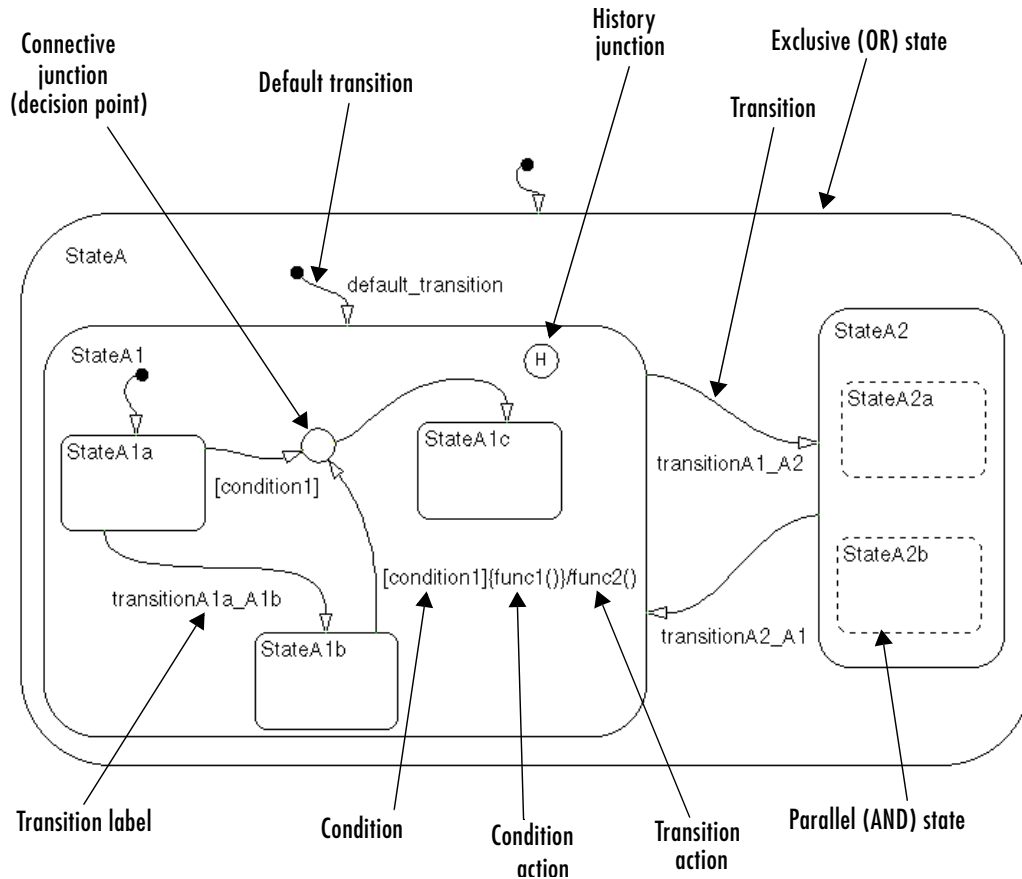 History
junction
Exclusive (OR) state
Connective
junction
(decision point)
Default transition
Transition
StateA
default_transition
StateA1
H
StateA2
StateA2a
StateA1a
StateA1c
transitionA1_A2
[condition1]
StateA2b
[condition1]{func1()}/func2()
transitionA1a_A1b
transitionA2_A1
StateA1b
Transition label
Condition
Condition
action
Transition
action
Parallel (AND) state